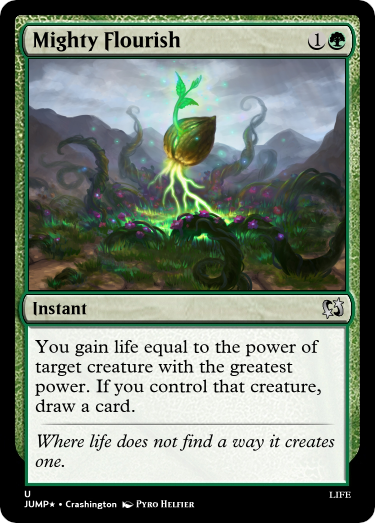 Mighty Flourish 1
Instant
You gain life equal to the power of
target creature with the greatest
power. If you control that creature,
draw a card.
Where life does not find a way it creates
one.
U
LIFE
JUMP★ • Crashington Pyro Helfier